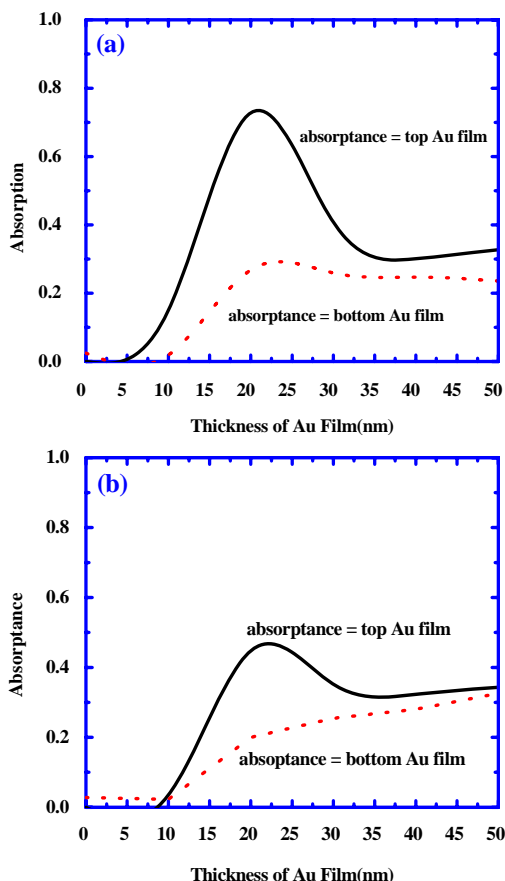 1.0
(a)
0.8
absorptance = top Au film
0.6
Absorption
0.4
0.2
absorptance = bottom Au film
0.0
0 5 10 15 20 25 30 35 40 45 50
Thickness of Au Film(nm)
1.0
(b)
0.8
0.6
Absorptance
absorptance = top Au film
0.4
0.2
absoptance = bottom Au film
0.0
0 5 10 15 20 25 30 35 40 45 50
Thickness of Au Film(nm)